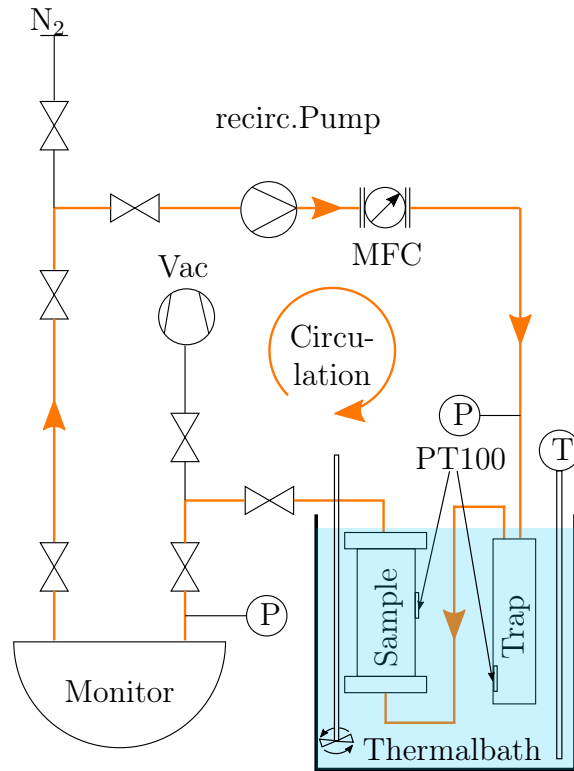 N₂
recirc.Pump
MFC
Vac
Circu-
lation
P
PT100
T
Sample
Trap
P
Monitor
Thermalbath